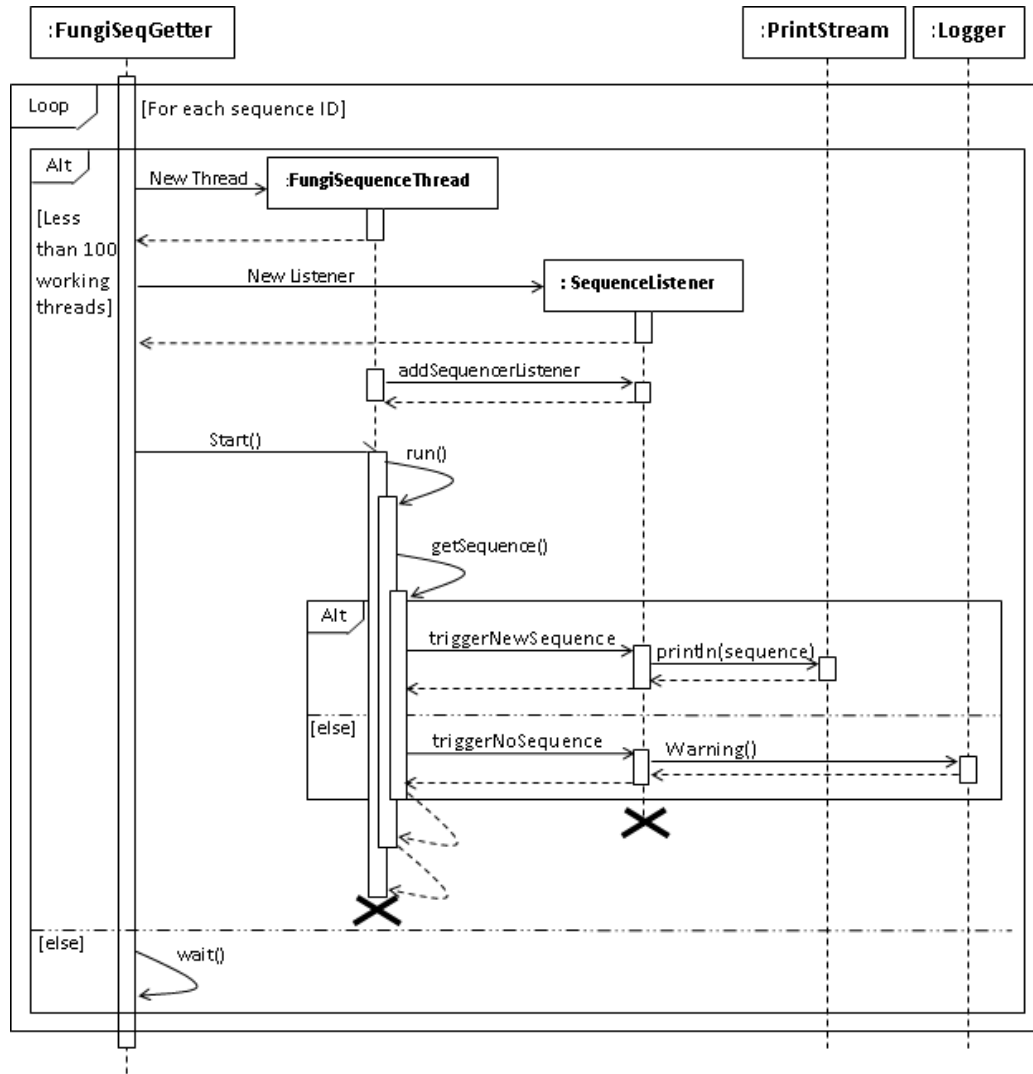 :FungiSeqGetter
:PrintStream
:Logger
Loop
[For each sequence ID]
Alt
New Thread
:FungiSequenceThread
[Less
than 100
working
threads]
New Listener
: SequenceListener
addSequencerListener
Start()
run()
getSequence()
Alt
triggerNewSequence
println(sequence)
[else]
triggerNoSequence
Warning()
[else]
wait()